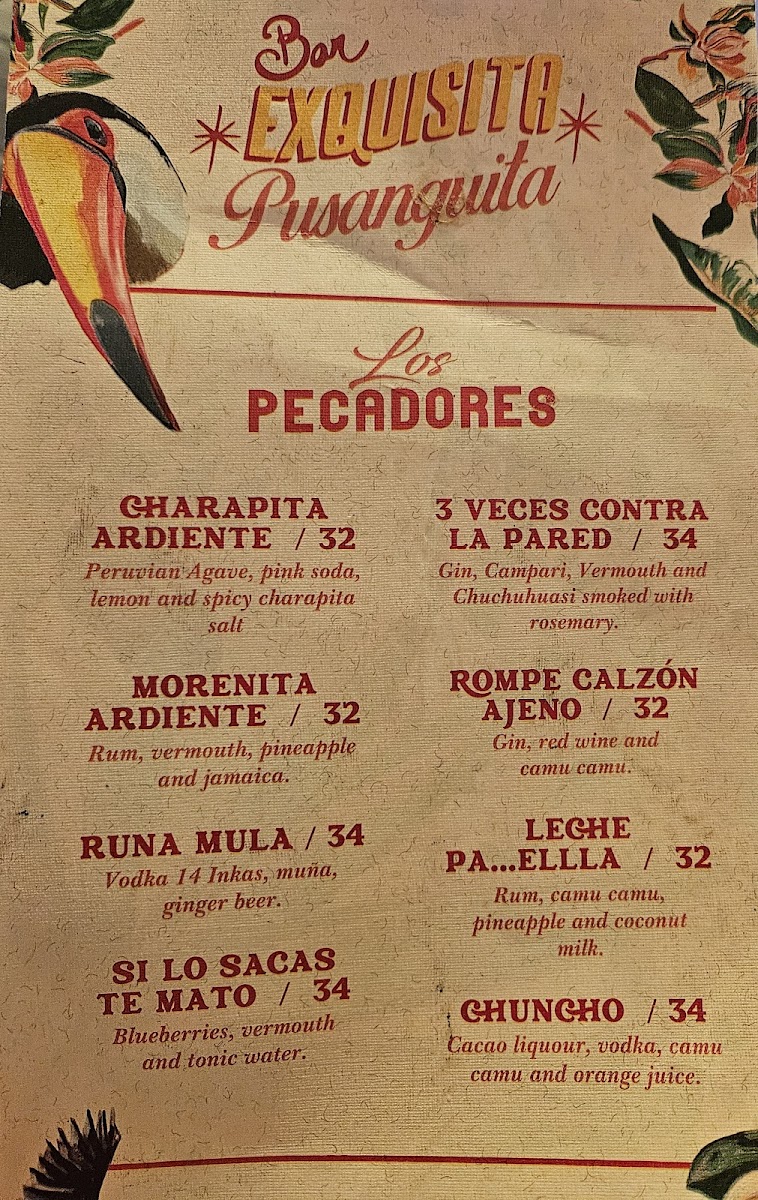 Bar
EXQUISITA
Pusanguita
Los
PECADORES
CHARAPITA
ARDIENTE / 32
Peruvian Agave, pink soda,
lemon and spicy charapita
salt
MORENITA
ARDIENTE / 32
Rum, vermouth, pineapple
and jamaica.
RUNA MULA / 34
Vodka 14 Inkas, muña,
ginger beer.
SI LO SACAS
TE MATO / 34
Blueberries, vermouth
and tonic water.
3 VECES CONTRA
LA PARED / 34
Gin, Campari, Vermouth and
Chuchuhuasi smoked with
rosemary.
ROMPE CALZÓN
AJENO / 32
Gin, red wine and
camu camu.
LECHE
PA...ELLLA / 32
Rum, camu camu,
pineapple and coconut
milk.
CHUNCHO / 34
Cacao liquour, vodka, camu
camu and orange juice.